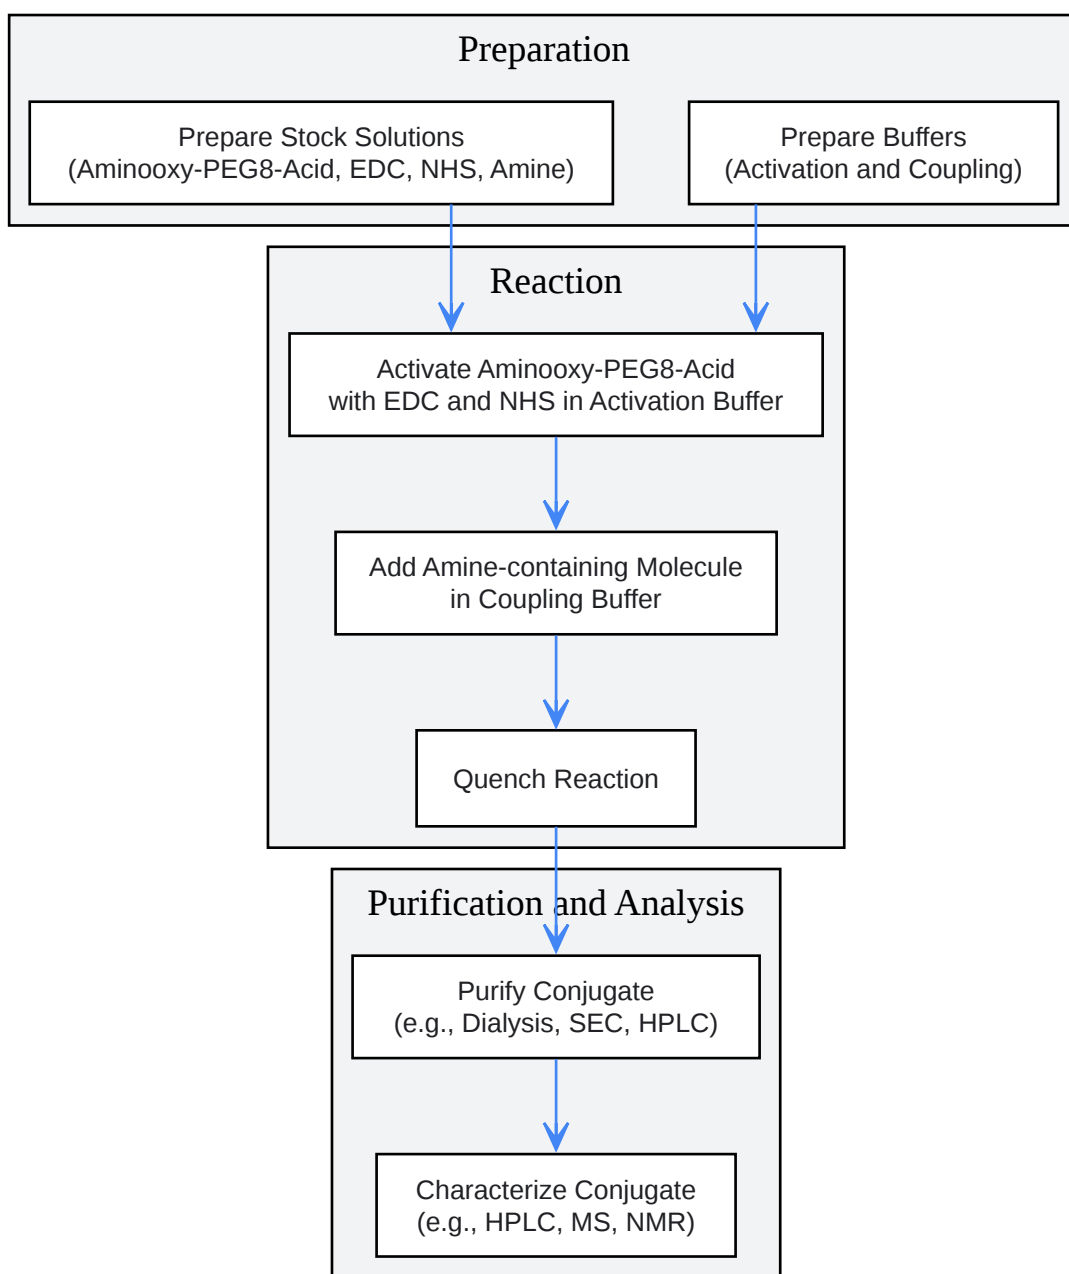 Preparation
Prepare Stock Solutions
(Aminooxy-PEG8-Acid, EDC, NHS, Amine)
Prepare Buffers
(Activation and Coupling)
Reaction
Activate Aminooxy-PEG8-Acid
with EDC and NHS in Activation Buffer
Add Amine-containing Molecule
in Coupling Buffer
Quench Reaction
Purification and Analysis
Purify Conjugate
(e.g., Dialysis, SEC, HPLC)
Characterize Conjugate
(e.g., HPLC, MS, NMR)